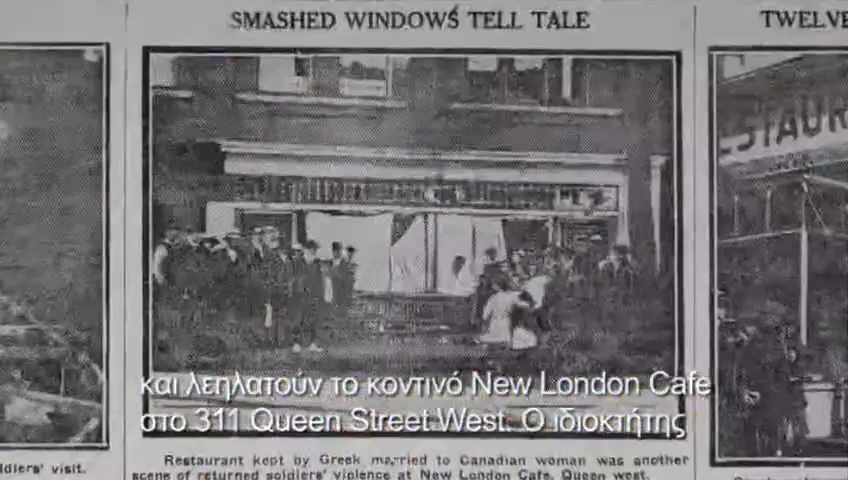 SMASHED WINDOWS TELL TALE
TWELVE
ESTAUR
και λεηλατούν το κοντινό New London Cafe
στο 311 Queen Street West. Ο ιδιοκτήτης
ldiers' visit.
Restaurant kept by Greek married to Canadian woman was another
scene of returned soldiers' violence at New London Cafe, Queen west.